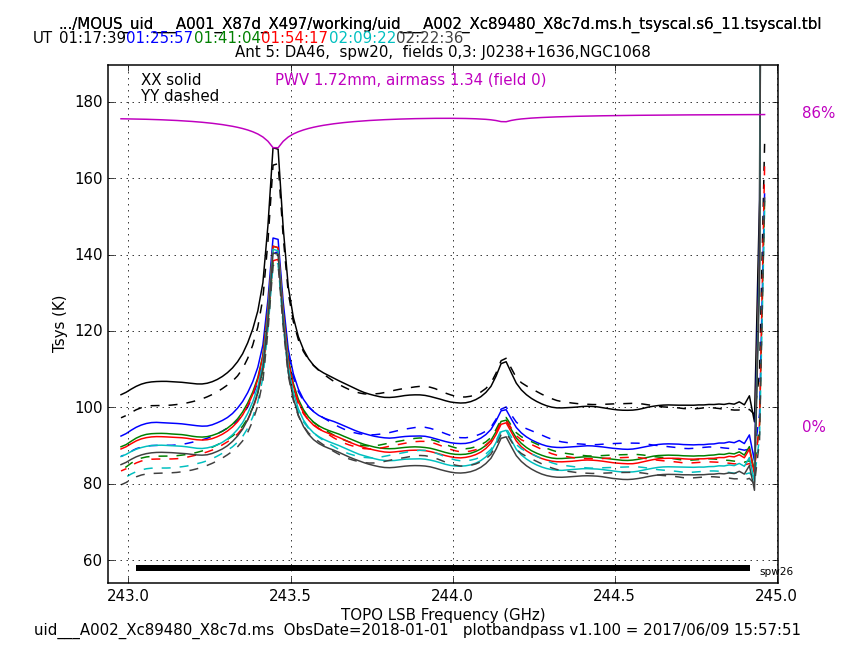 .../MOUS_uid___A001_X87d_X497/working/uid___A002_Xc89480_X8c7d.ms.h_tsyscal.s6_11.tsyscal.tbl
UT 01:17:39 01:25:57 01:41:04 01:54:17 02:09:22 02:22:36
Ant 5: DA46,  spw20,  fields 0,3: J0238+1636,NGC1068
XX solid
PWV 1.72mm, airmass 1.34 (field 0)
YY dashed
86%
0%
180
160
140
120
100
80
60
Tsys (K)
spw26
243.0 243.5 244.0 244.5 245.0
TOPO LSB Frequency (GHz)
uid___A002_Xc89480_X8c7d.ms  ObsDate=2018-01-01   plotbandpass v1.100 = 2017/06/09 15:57:51